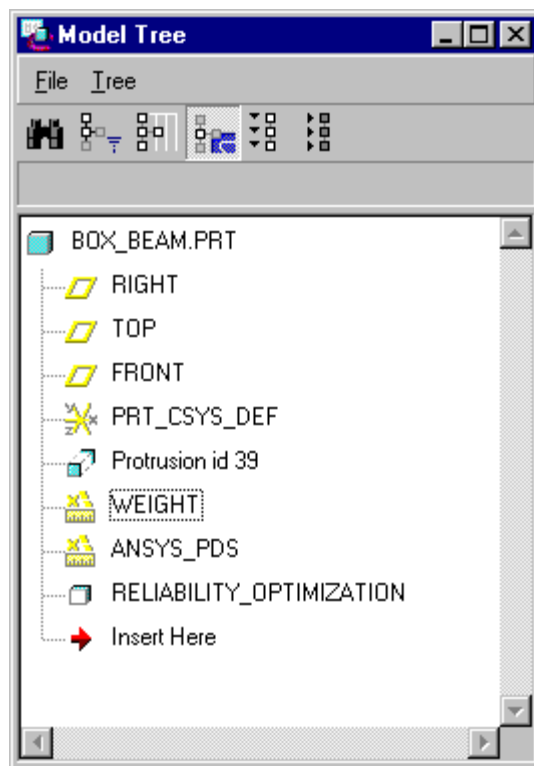 Model Tree
File Tree
BOX_BEAM.PRT
RIGHT
TOP
FRONT
PRT_CSYS_DEF
Protrusion id 39
WEIGHT
ANSYS_PDS
RELIABILITY_OPTIMIZATION
Insert Here